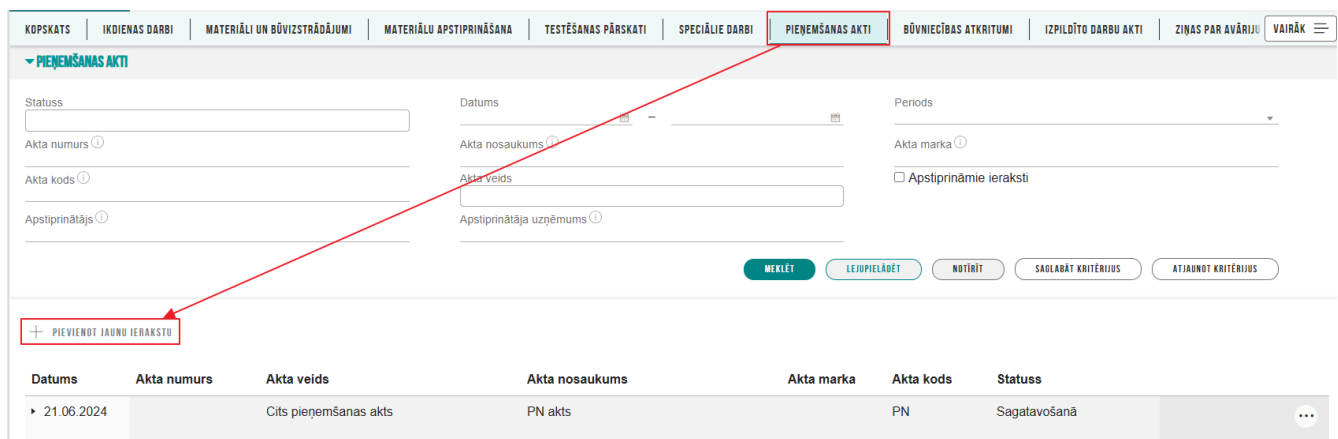 KOPSKATS IKDIENAS DARBI MATERIĀLI UN BŪVIZSTRĀDĀJUMI MATERIĀLU APSTIPRINĀŠANA TESTĒŠANAS PĀRSKATI SPECIĀLIE DARBI PIEŅEMŠANAS AKTI BŪVNIECĪBAS ATKRITUMI IZPILDĪTO DARBU AKTI ZIŅAS PAR AVĀRIJU VAIRĀK
PIEŅEMŠANAS AKTI
Statuss Datums Periods
–
Akta numurs Akta nosaukums Akta marka
Akta kods Akta veids Apstiprināmie ieraksti
Apstiprinātājs Apstiprinātāja uzņēmums
MEKLĒT LEJUPIELĀDĒT NOTĪRĪT SAGLABĀT KRITĒRIJUS ATJAUNOT KRITĒRIJUS
PIEVIENOT JAUNU IERAKSTU
Datums Akta numurs Akta veids Akta nosaukums Akta marka Akta kods Statuss
21.06.2024 Cits pieņemšanas akts PN akts PN Sagatavošanā